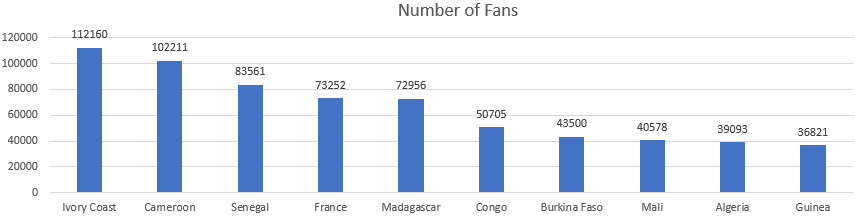 Number of Fans
120000
100000
80000
60000
40000
20000
0
112160
102211
83561
73252
72956
50705
43500
40578
39093
36821
Ivory Coast
Cameroon
Senegal
France
Madagascar
Congo
Burkina Faso
Mali
Algeria
Guinea